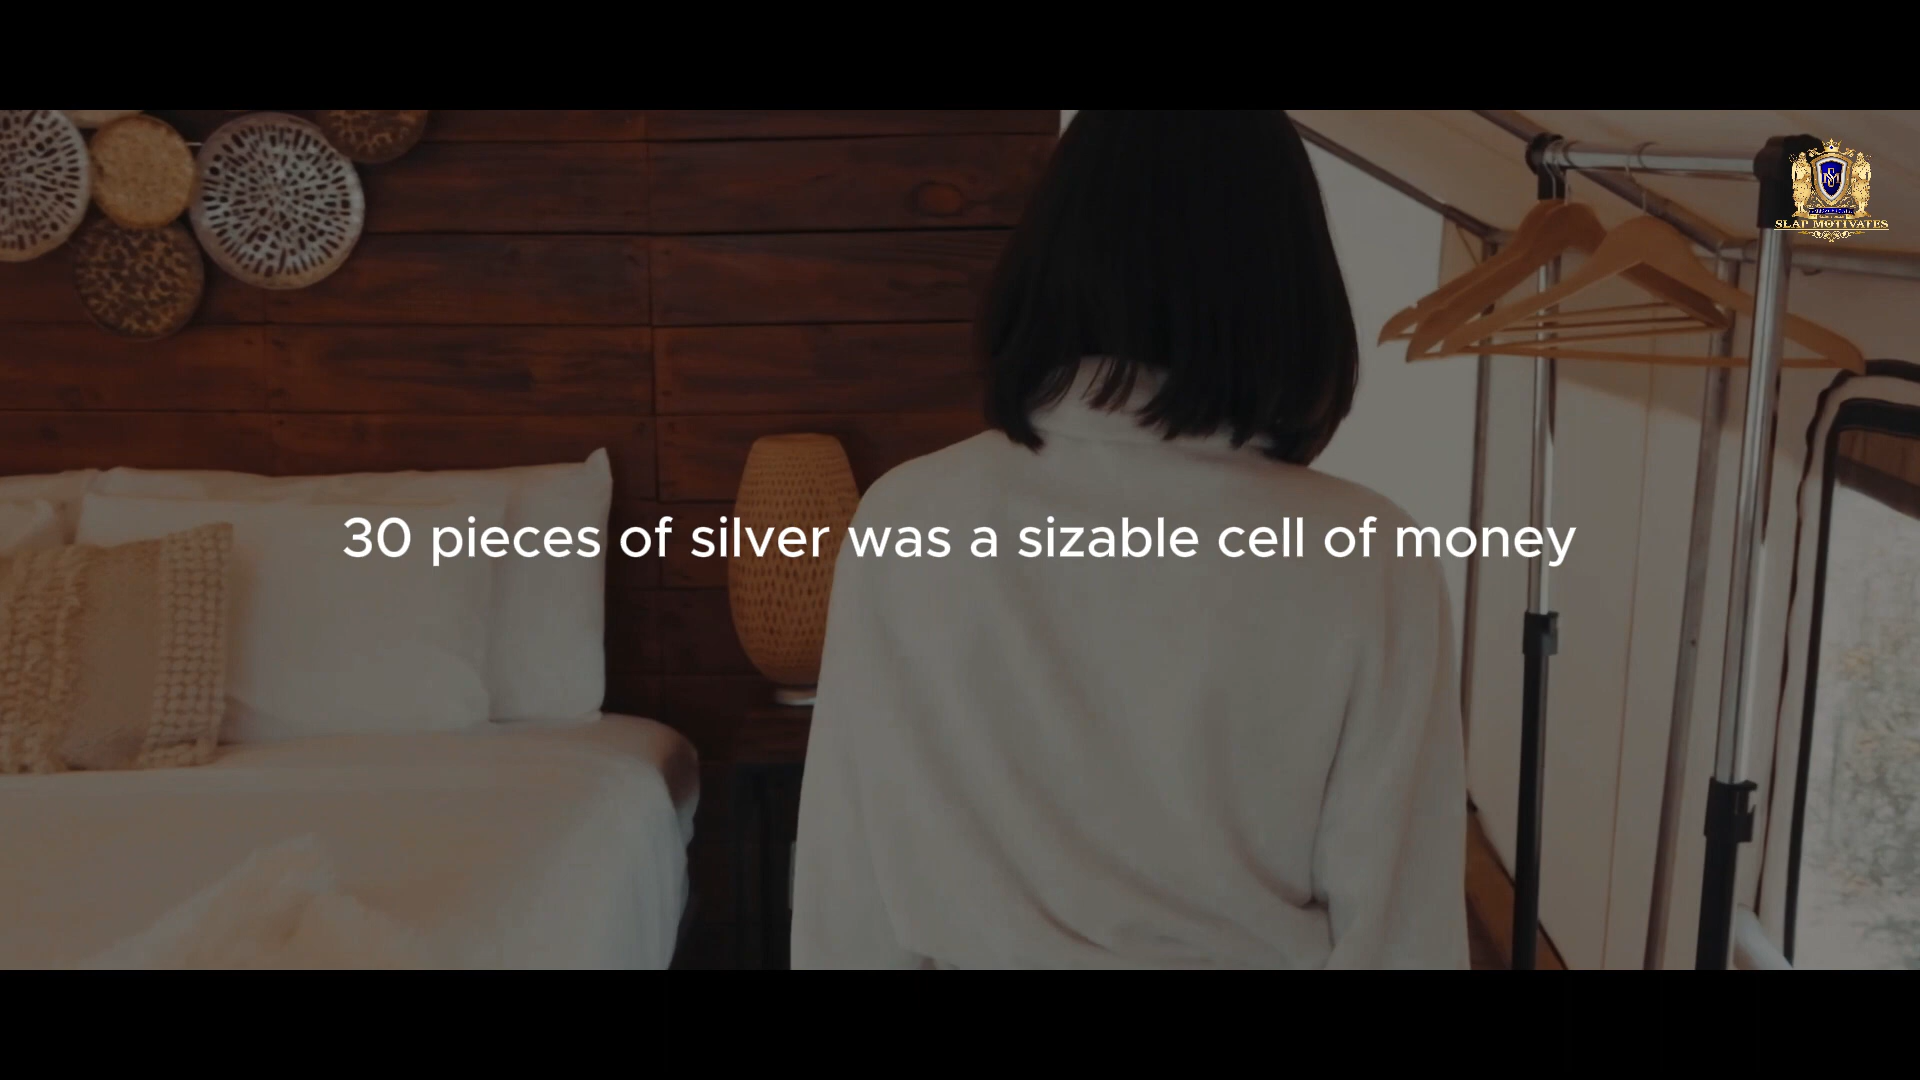 SLAP MOTIVATES
30 pieces of silver was a sizable cell of money